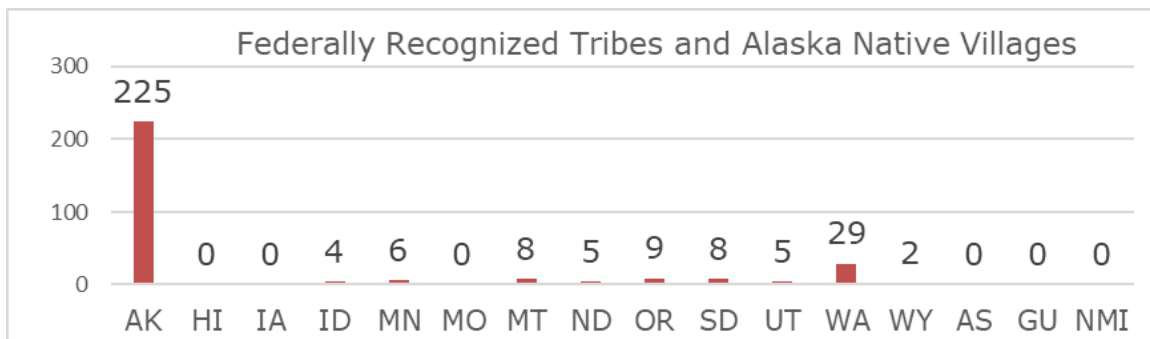 Federally Recognized Tribes and Alaska Native Villages
300
225
200
100
0
0 0 4 6 0 8 5 9 8 5 29 2 0 0 0
AK HI IA ID MN MO MT ND OR SD UT WA WY AS GU NMI